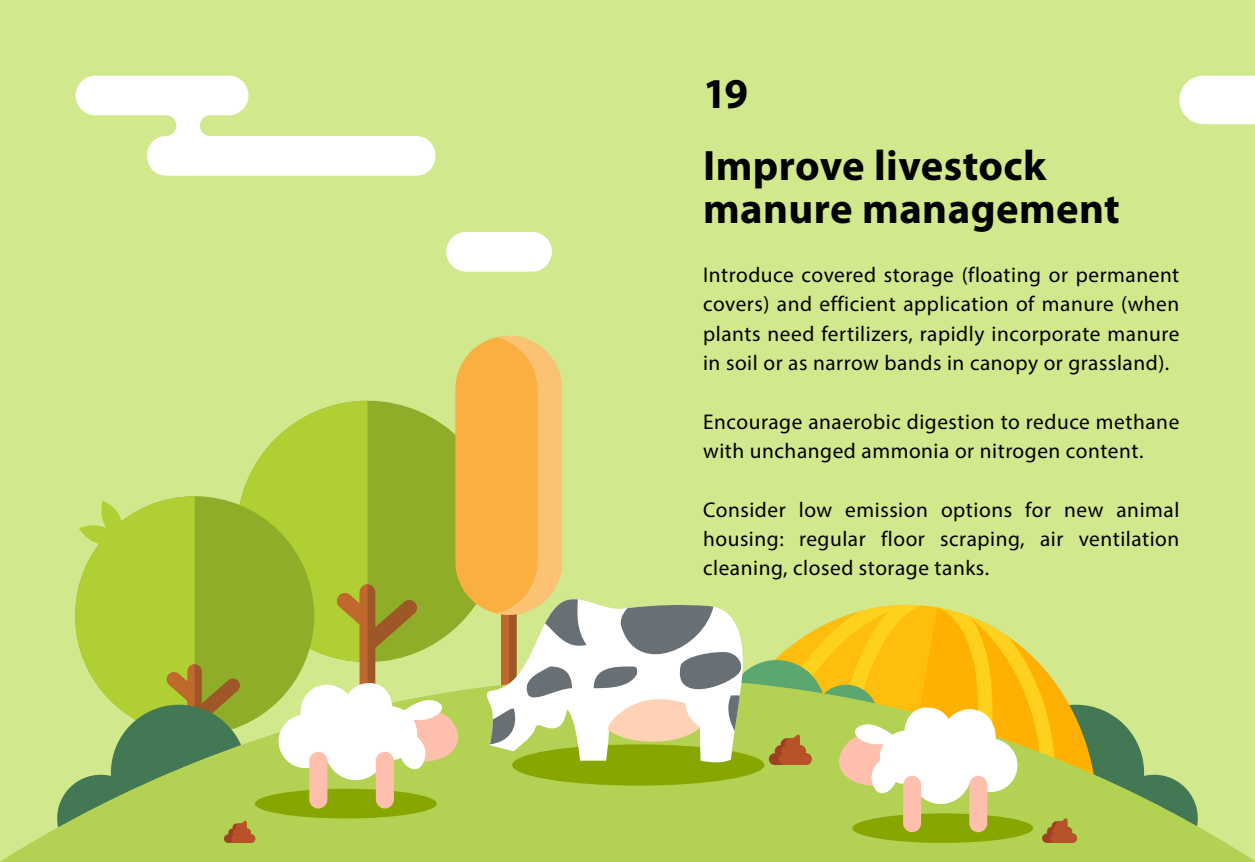 19
Improve livestock
manure management
Introduce covered storage (floating or permanent
covers) and efficient application of manure (when
plants need fertilizers, rapidly incorporate manure
in soil or as narrow bands in canopy or grassland).
Encourage anaerobic digestion to reduce methane
with unchanged ammonia or nitrogen content.
Consider low emission options for new animal
housing: regular floor scraping, air ventilation
cleaning, closed storage tanks.